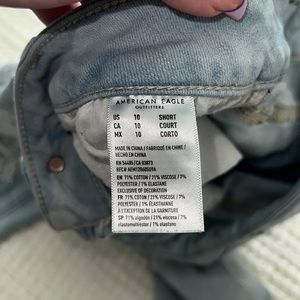 AMERICAN EAGLE
OUTFITTERS
US 10 SHORT
CA 10 COURT
MX 10 CORTO
MADE IN CHINA / FABRIQUÉ EN CHINE /
HECHO EN CHINA
EN 71% COTTON / 21% VISCOSE / 7%
POLYESTER / 1% ELASTANE
EXCLUSIVE OF DECORATION
FR 71% COTON / 21% VISCOSE / 7%
POLYESTER / 1% ÉLASTHANNE
À L'EXCEPTION DE LA GARNITURE
SP 71% algodón / 21% viscosa / 7%
elastomultiéster / 1% elastano